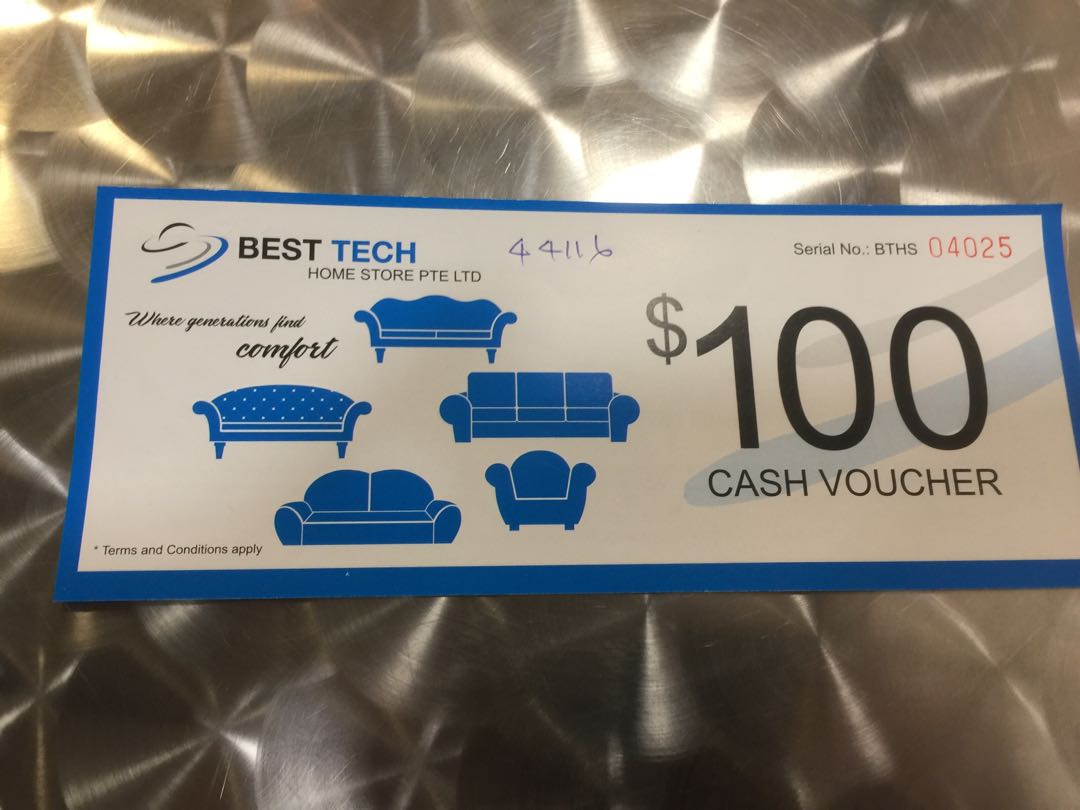 BEST TECH
HOME STORE PTE LTD
44116
Serial No.: BTHS 04025
Where generations find
comfort
$100
CASH VOUCHER
* Terms and Conditions apply